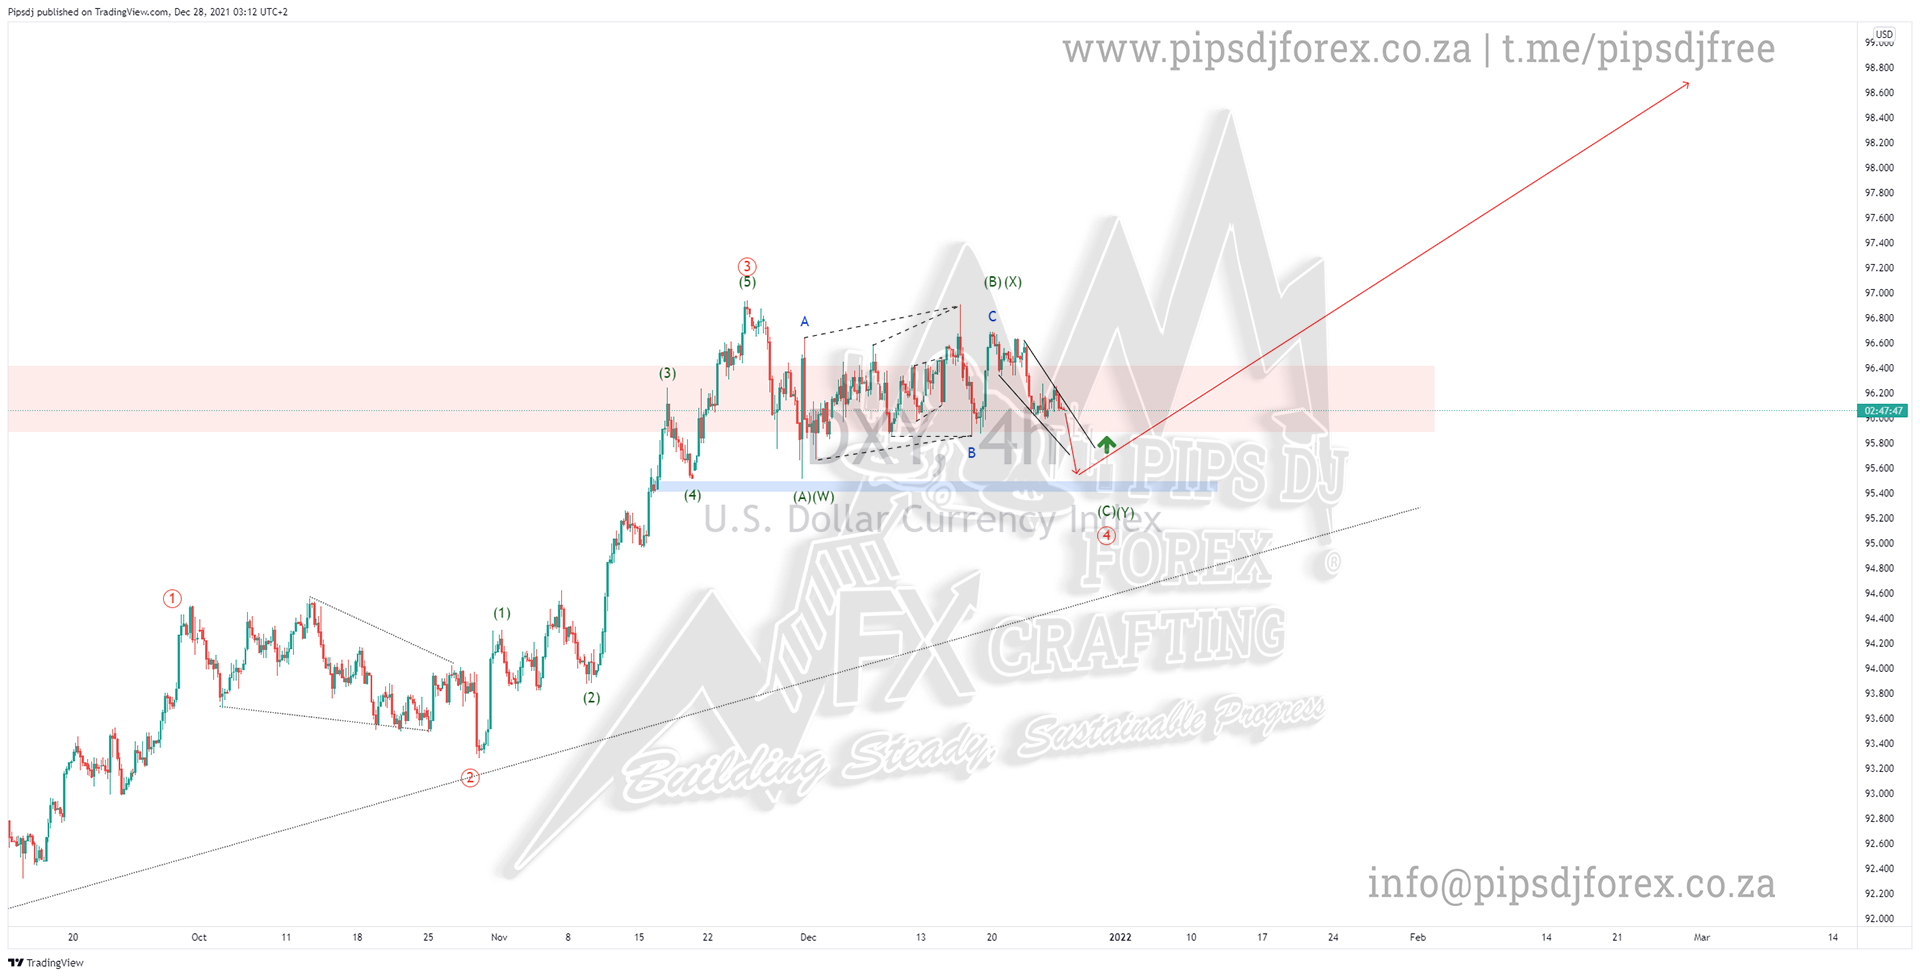 Pipsdj published on TradingView.com, Dec 28, 2021 03:12 UTC+2
www.pipsdjforex.co.za | t.me/pipsdjfree
USD
99.000
98.800
98.600
98.400
98.200
98.000
97.800
97.600
97.400
97.200
97.000
96.800
96.600
96.400
96.200
02:47:47
96.000
95.800
95.600
95.400
95.200
95.000
94.800
94.600
94.400
94.200
94.000
93.800
93.600
93.400
93.200
93.000
92.800
92.600
92.400
92.200
92.000
3
(5)
(B)(X)
A
C
(3)
DXY, 4h
B
(4)
(A)(W)
(C)(Y)
4
U.S. Dollar Currency Index
PIPS DJ
FOREX
®
FX CRAFTING
Building Steady, Sustainable Progress
1
(1)
(2)
2
info@pipsdjforex.co.za
20 Oct 11 18 25 Nov 8 15 22 Dec 13 20 2022 10 17 24 Feb 14 21 Mar 14
TradingView